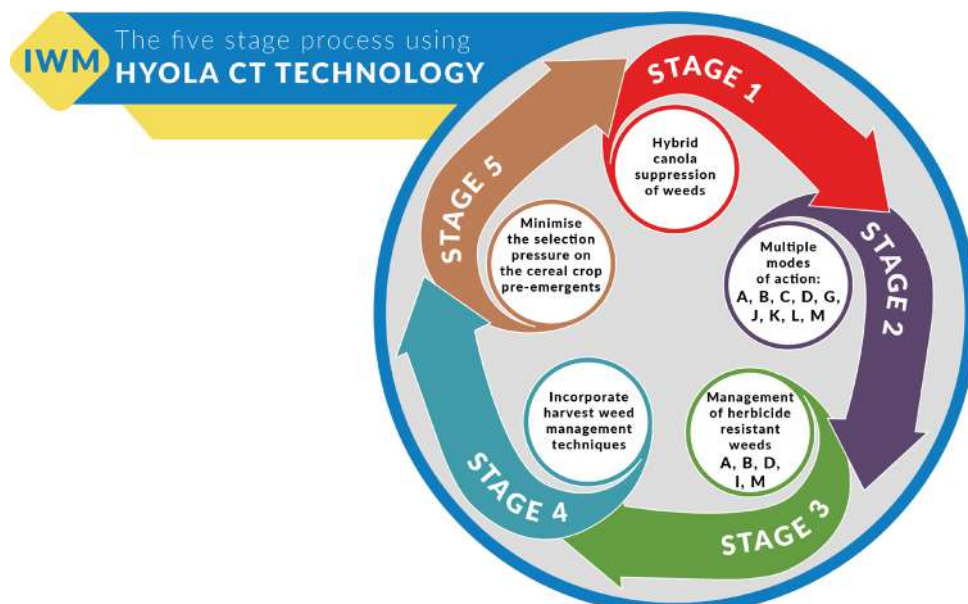 IWM
The five stage process using
HYOLA CT TECHNOLOGY
STAGE 1
Hybrid
canola
suppression
of weeds
STAGE 2
Multiple
modes
of action:
A, B, C, D, G,
J, K, L, M
STAGE 3
Management
of herbicide
resistant
weeds
A, B, D,
I, M
STAGE 4
Incorporate
harvest weed
management
techniques
STAGE 5
Minimise
the selection
pressure on
the cereal crop
pre-emergents